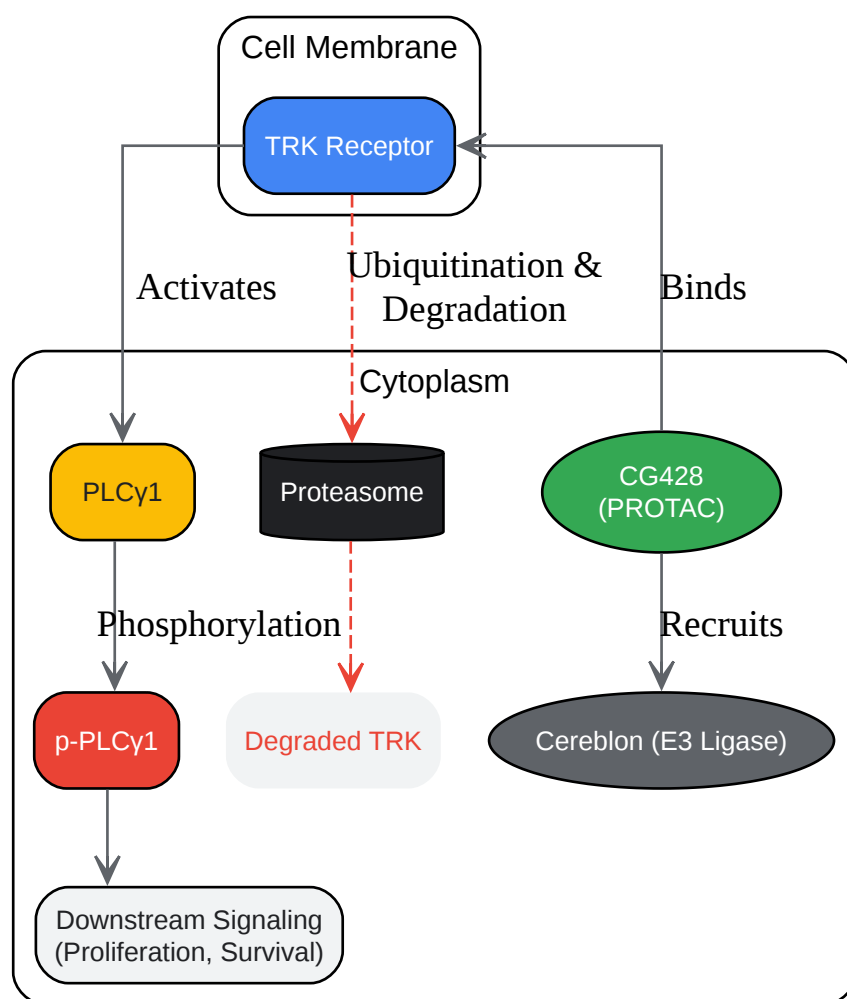 Cell Membrane
TRK Receptor
Activates
Ubiquitination &
Degradation
Binds
Cytoplasm
PLCγ1
Proteasome
CG428
(PROTAC)
Phosphorylation
Recruits
p-PLCγ1
Degraded TRK
Cereblon (E3 Ligase)
Downstream Signaling
(Proliferation, Survival)